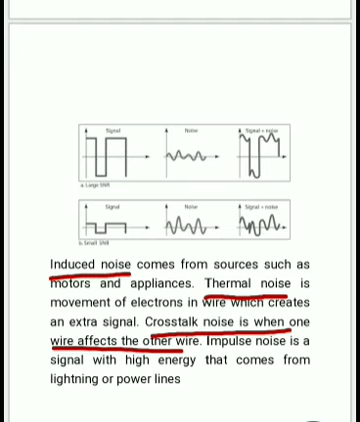 Signal
Noise
Signal + noise
a. Large SNR
Signal
Noise
Signal + noise
b. Small SNR
Induced noise comes from sources such as
motors and appliances. Thermal noise is
movement of electrons in wire which creates
an extra signal. Crosstalk noise is when one
wire affects the other wire. Impulse noise is a
signal with high energy that comes from
lightning or power lines